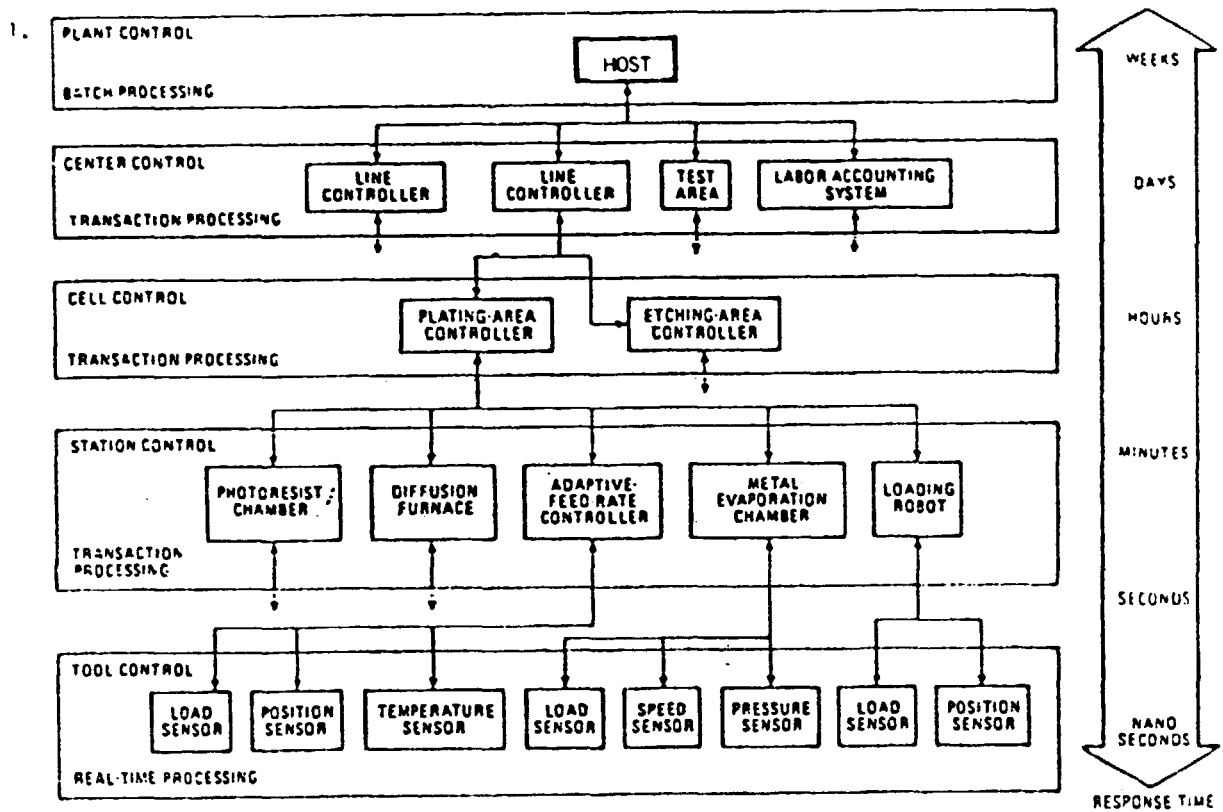 1.
PLANT CONTROL
HOST
WEEKS
BATCH PROCESSING
CENTER CONTROL
LINE
CONTROLLER
LINE
CONTROLLER
TEST
AREA
LABOR ACCOUNTING
SYSTEM
DAYS
TRANSACTION PROCESSING
CELL CONTROL
PLATING-AREA
CONTROLLER
ETCHING-AREA
CONTROLLER
HOURS
TRANSACTION PROCESSING
STATION CONTROL
MINUTES
PHOTORESIST
CHAMBER
DIFFUSION
FURNACE
ADAPTIVE-
FEED RATE
CONTROLLER
METAL
EVAPORATION
CHAMBER
LOADING
ROBOT
TRANSACTION
PROCESSING
SECONDS
TOOL CONTROL
LOAD
SENSOR
POSITION
SENSOR
TEMPERATURE
SENSOR
LOAD
SENSOR
SPEED
SENSOR
PRESSURE
SENSOR
LOAD
SENSOR
POSITION
SENSOR
NANO
SECONDS
REAL-TIME PROCESSING
RESPONSE TIME